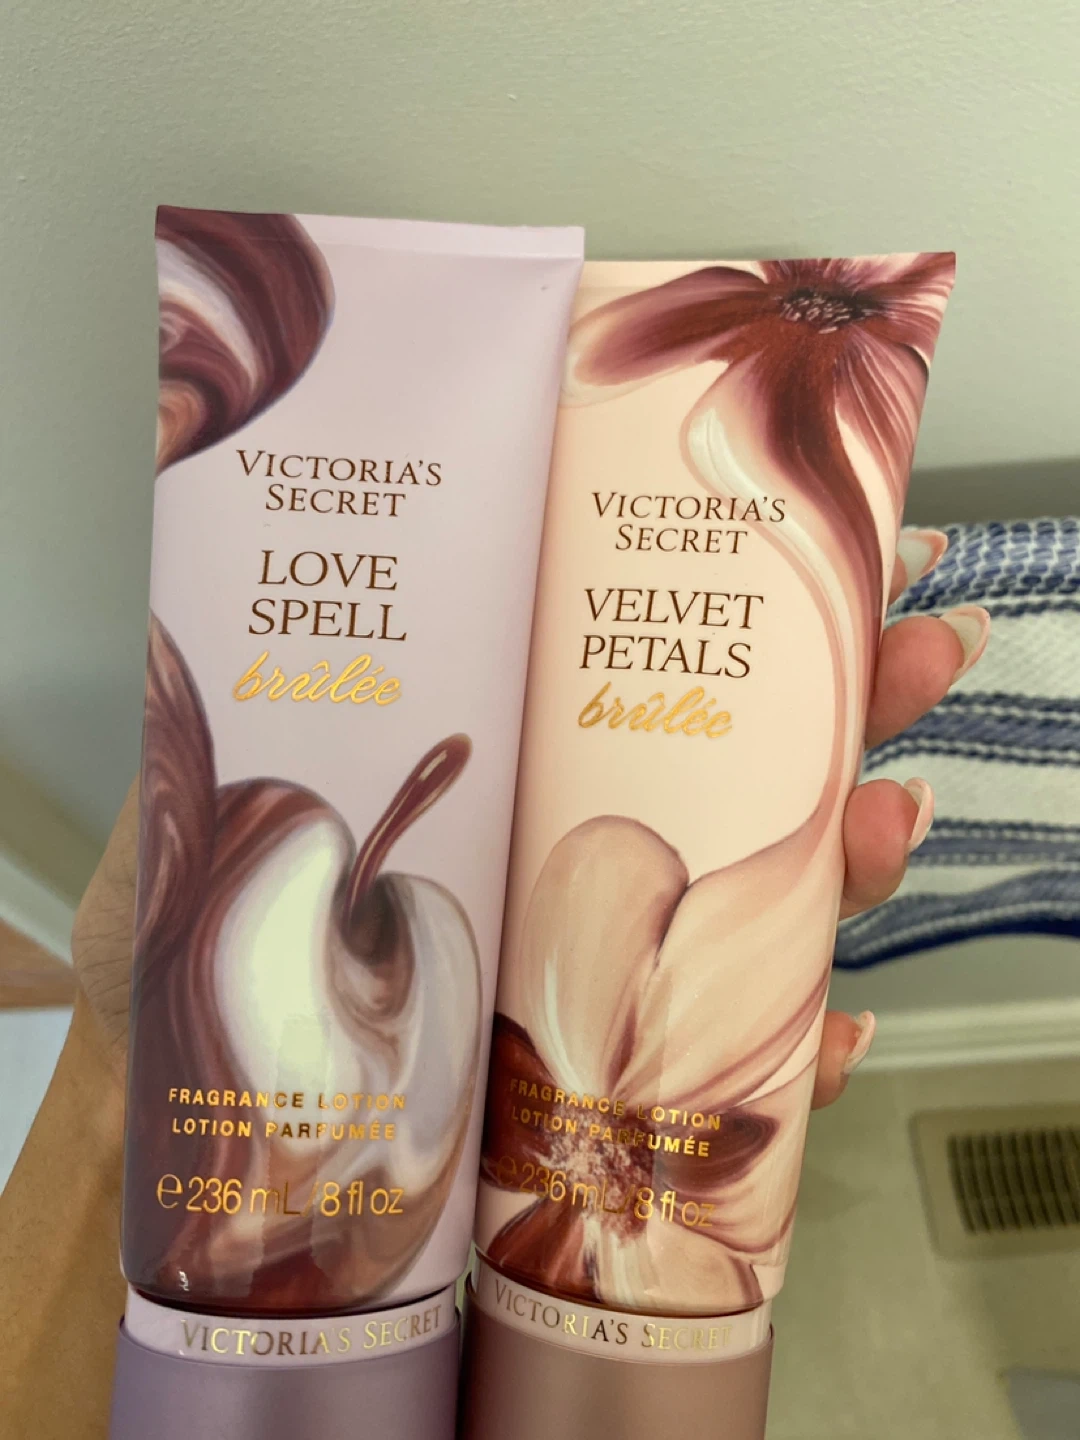 VICTORIA'S
SECRET
LOVE
SPELL
brûlée
FRAGRANCE LOTION
LOTION PARFUMÉE
℮ 236 mL / 8 fl oz
VICTORIA'S SECRET
VICTORIA'S
SECRET
VELVET
PETALS
brûlée
FRAGRANCE LOTION
LOTION PARFUMÉE
℮ 236 mL / 8 fl oz
VICTORIA'S SECRET